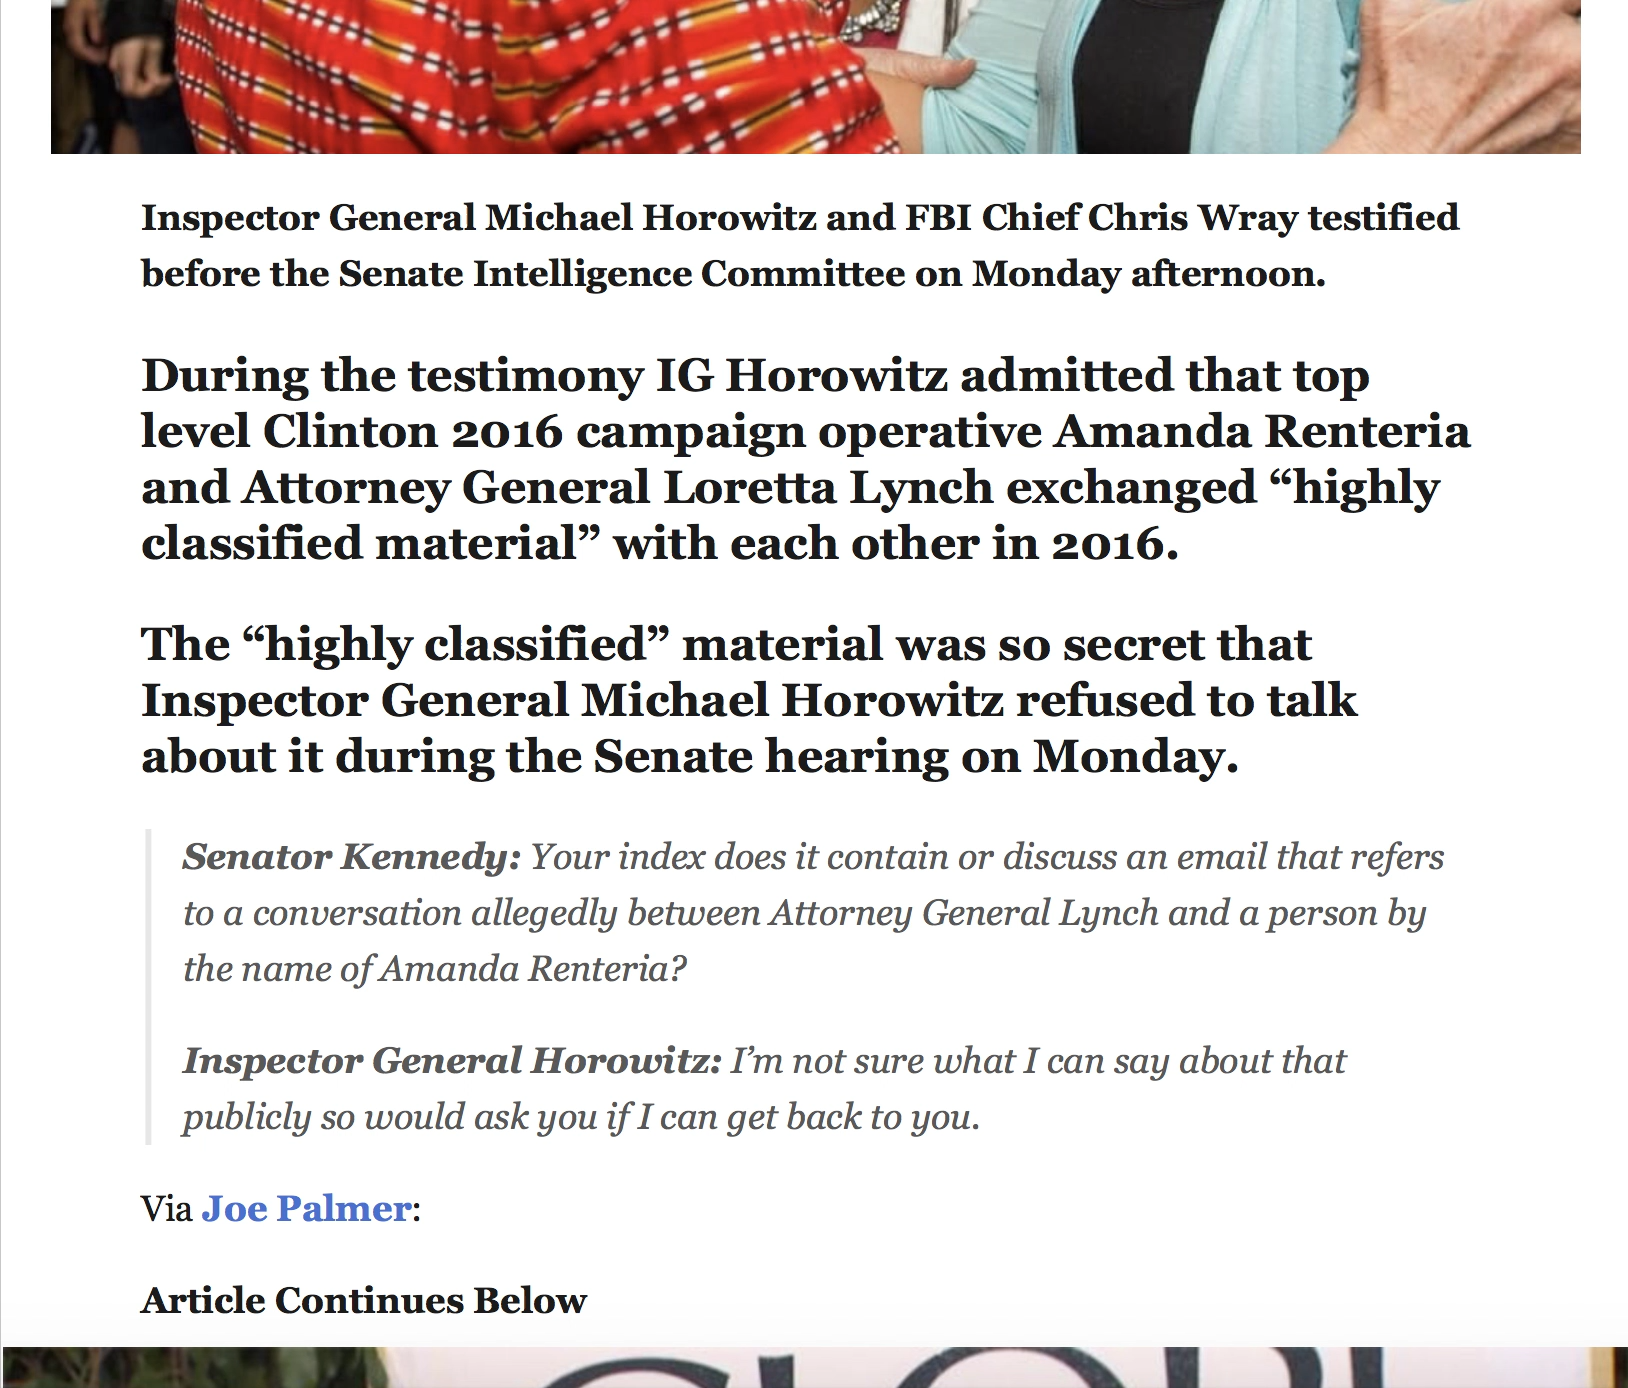 Inspector General Michael Horowitz and FBI Chief Chris Wray testified
before the Senate Intelligence Committee on Monday afternoon.
During the testimony IG Horowitz admitted that top
level Clinton 2016 campaign operative Amanda Renteria
and Attorney General Loretta Lynch exchanged “highly
classified material” with each other in 2016.
The “highly classified” material was so secret that
Inspector General Michael Horowitz refused to talk
about it during the Senate hearing on Monday.
Senator Kennedy: Your index does it contain or discuss an email that refers
to a conversation allegedly between Attorney General Lynch and a person by
the name of Amanda Renteria?
Inspector General Horowitz: I’m not sure what I can say about that
publicly so would ask you if I can get back to you.
Via Joe Palmer:
Article Continues Below